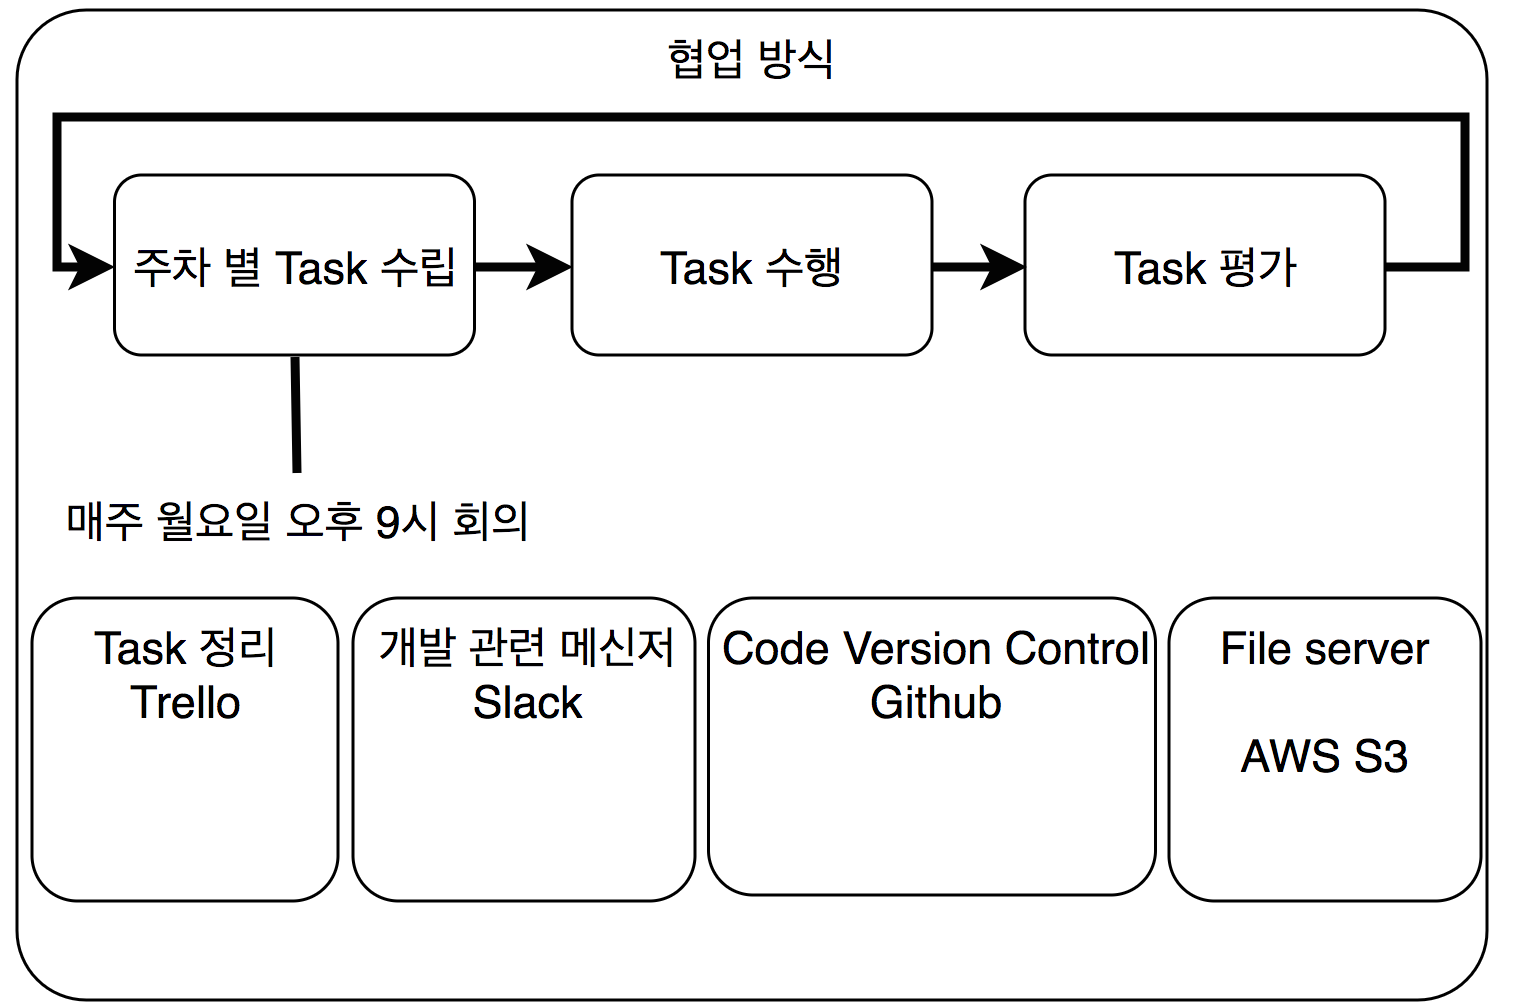 협업 방식
주차 별 Task 수립
Task 수행
Task 평가
매주 월요일 오후 9시 회의
Task 정리
Trello
개발 관련 메신저
Slack
Code Version Control
Github
File server
AWS S3